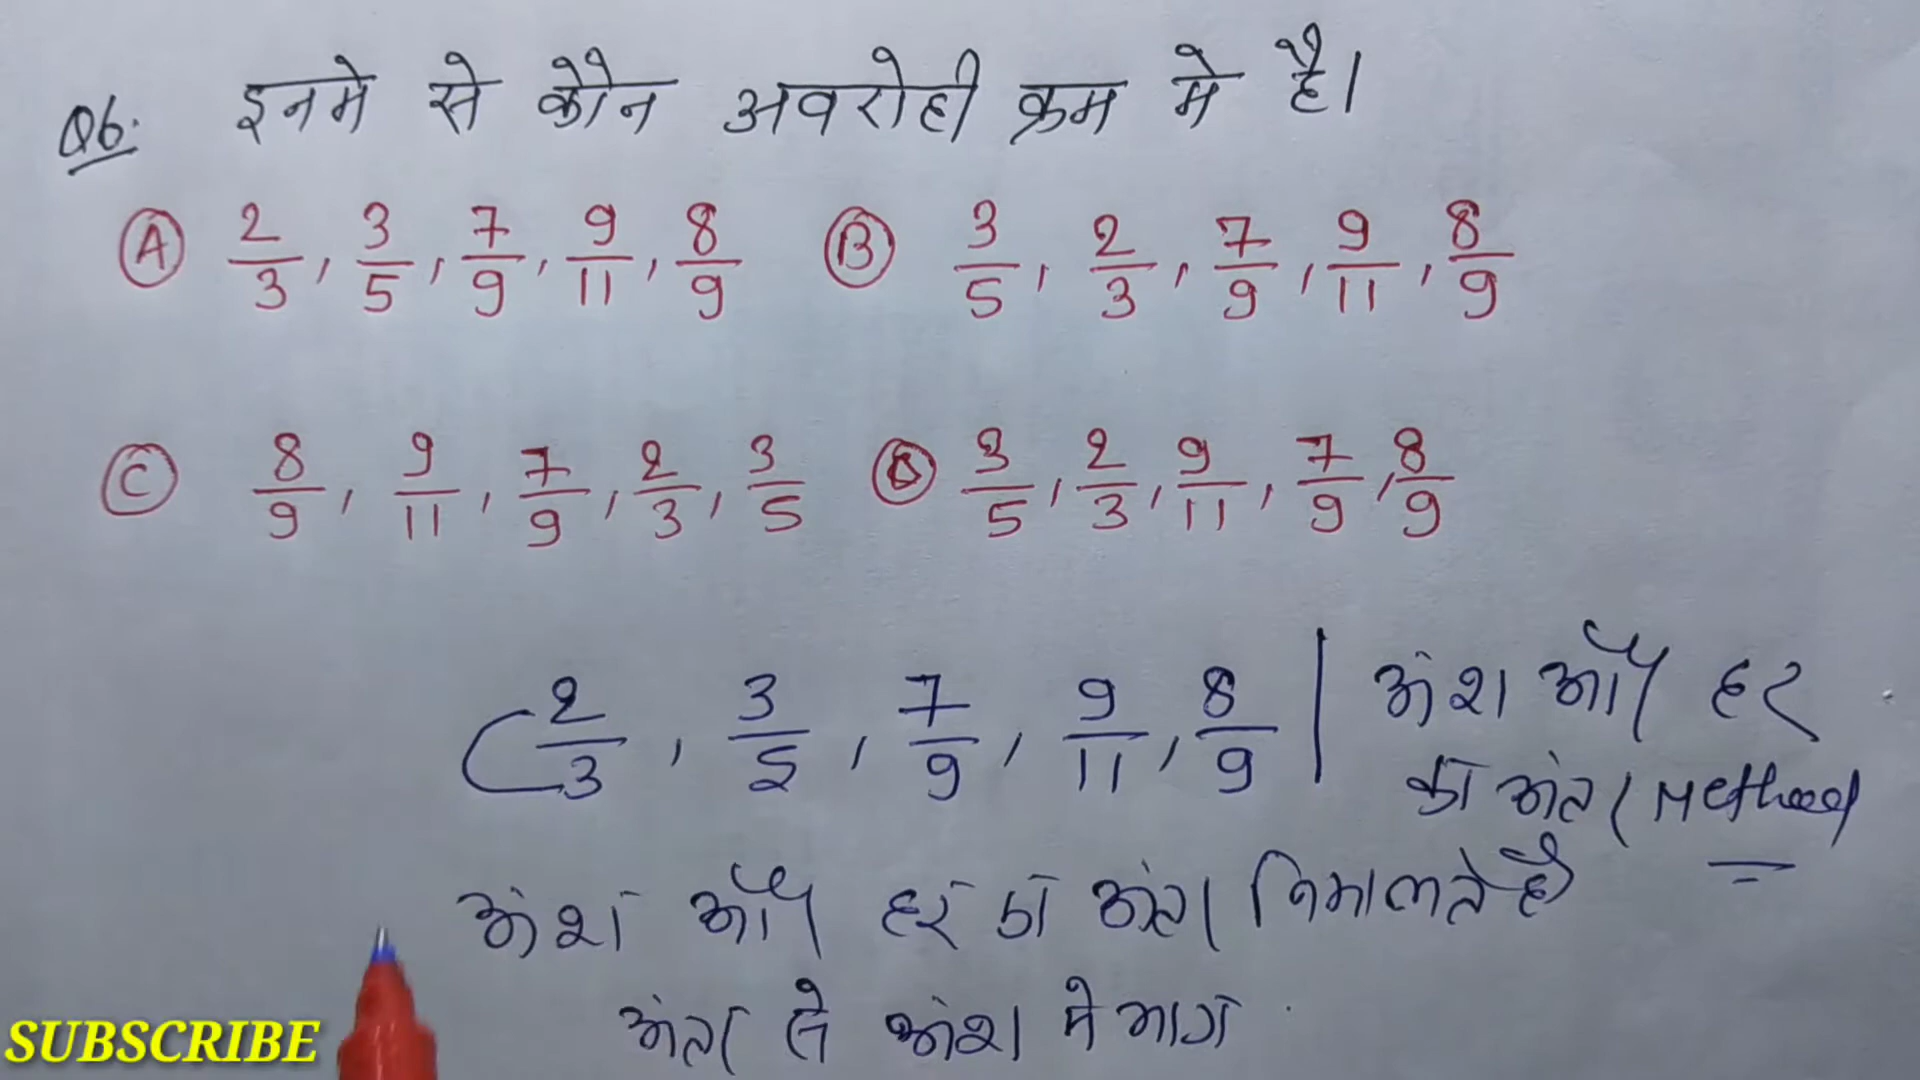 Q6. इनमे से कौन अवरोही क्रम मे है।
(A) 2/3, 3/5, 7/9, 9/11, 8/9 (B) 3/5, 2/3, 7/9, 9/11, 8/9
(C) 8/9, 9/11, 7/9, 2/3, 3/5 (D) 3/5, 2/3, 9/11, 7/9, 8/9
2/3, 3/5, 7/9, 9/11, 8/9 | अंश और हर
का अंतर Method
अंश और हर का अंतर निकालते है
अंतर से अंश मे भाग
SUBSCRIBE